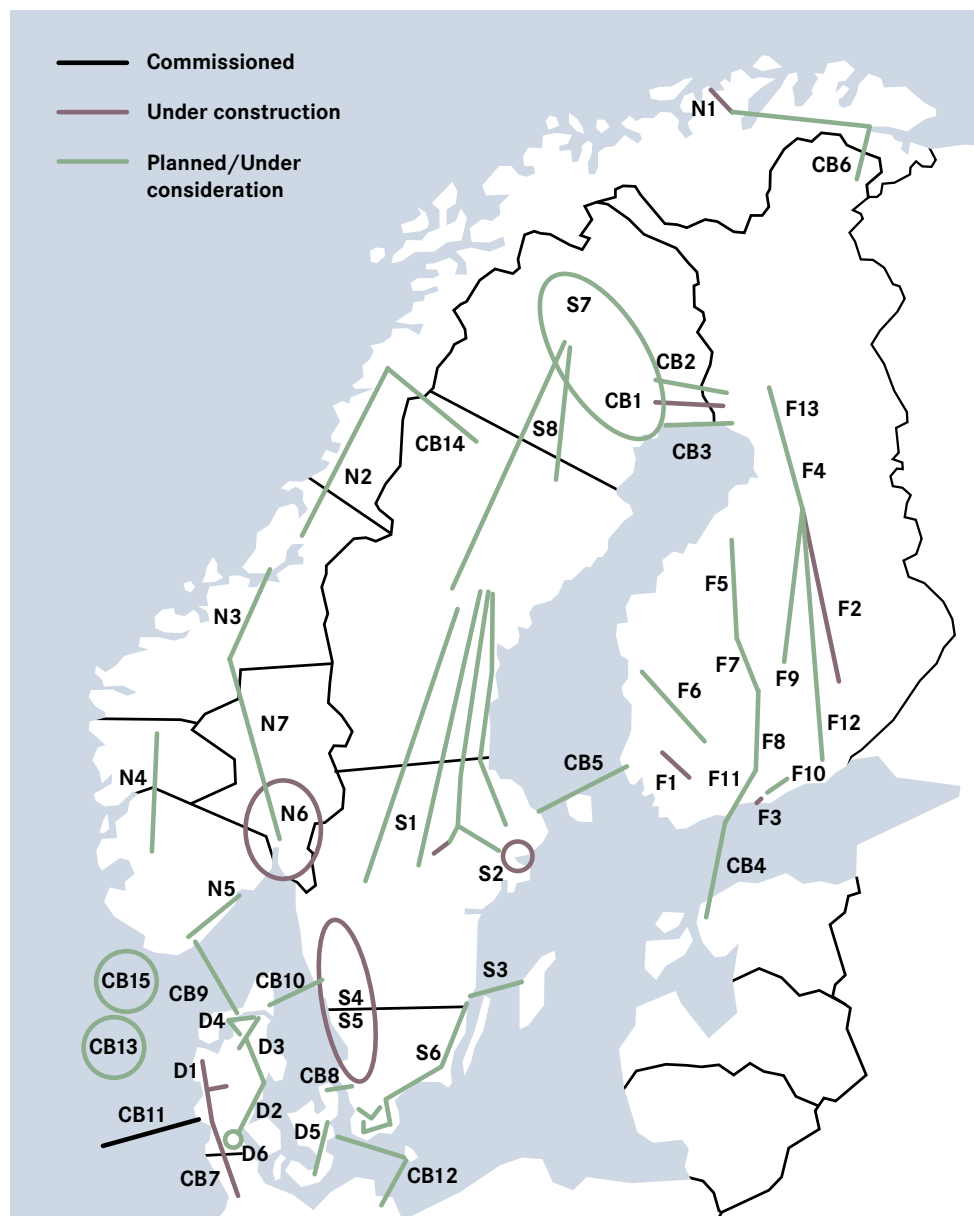 Commissioned
Under construction
Planned/Under
consideration
N1
CB6
S7
CB2
CB1
F13
S8
CB14
CB3
F4
N2
F5
F2
N3
F7
F9
F6
N7
F12
F8
CB5
N4
F1
F11
F10
N6
S1
F3
S2
CB4
N5
CB15
CB10
S3
CB9
S4
D4
S5
CB13
D3
S6
D1
CB8
D2
CB11
D5
D6
CB7
CB12